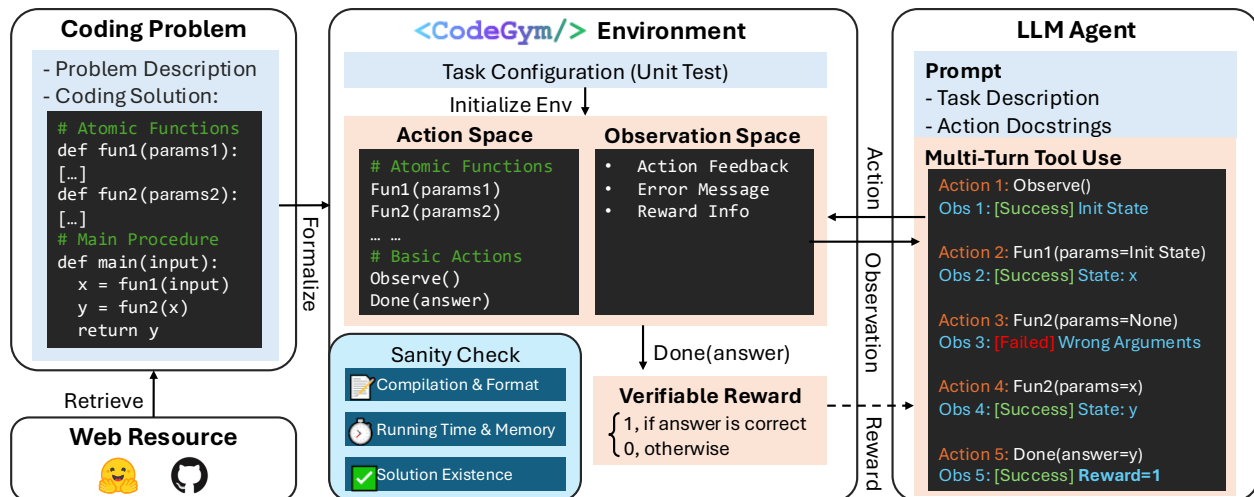 Coding Problem
- Problem Description
- Coding Solution:
# Atomic Functions
def fun1(params1):
[…]
def fun2(params2):
[…]
# Main Procedure
def main(input):
x = fun1(input)
y = fun2(x)
return y
Retrieve
Web Resource
Formalize
<CodeGym/> Environment
Task Configuration (Unit Test)
Initialize Env
Action Space
# Atomic Functions
Fun1(params1)
Fun2(params2)
… …
# Basic Actions
Observe()
Done(answer)
Observation Space
• Action Feedback
• Error Message
• Reward Info
Sanity Check
Compilation & Format
Running Time & Memory
Solution Existence
Done(answer)
Verifiable Reward
1, if answer is correct
0, otherwise
Action
Observation
Reward
LLM Agent
Prompt
- Task Description
- Action Docstrings
Multi-Turn Tool Use
Action 1: Observe()
Obs 1: [Success] Init State
Action 2: Fun1(params=Init State)
Obs 2: [Success] State: x
Action 3: Fun2(params=None)
Obs 3: [Failed] Wrong Arguments
Action 4: Fun2(params=x)
Obs 4: [Success] State: y
Action 5: Done(answer=y)
Obs 5: [Success] Reward=1